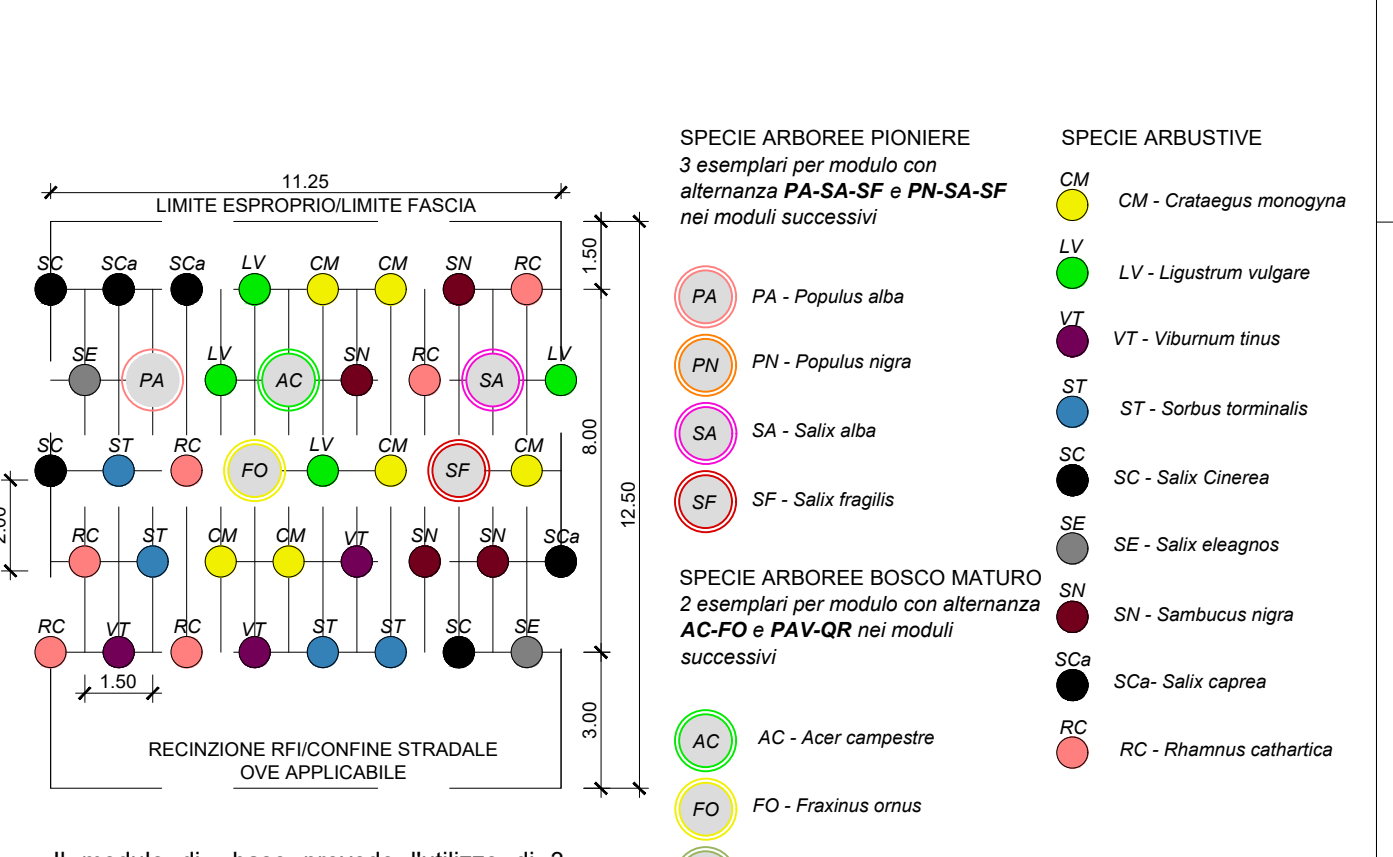 11.25
LIMITE ESPROPRIO/LIMITE FASCIA
1.50
SC SCa SCa LV CM CM SN RC
SE PA LV AC SN RC SA LV
8.00
SC ST RC FO LV CM SF CM
12.50
RC ST CM CM VT SN SN SCa
RC VT RC VT ST ST SC SE
1.50
3.00
RECINZIONE RFI/CONFINE STRADALE
OVE APPLICABILE
SPECIE ARBOREE PIONIERE
3 esemplari per modulo con
alternanza PA-SA-SF e PN-SA-SF
nei moduli successivi
PA PA - Populus alba
PN PN - Populus nigra
SA SA - Salix alba
SF SF - Salix fragilis
SPECIE ARBOREE BOSCO MATURO
2 esemplari per modulo con alternanza
AC-FO e PAV-QR nei moduli
successivi
AC AC - Acer campestre
FO FO - Fraxinus ornus
SPECIE ARBUSTIVE
CM CM - Crataegus monogyna
LV LV - Ligustrum vulgare
VT VT - Viburnum tinus
ST ST - Sorbus torminalis
SC SC - Salix Cinerea
SE SE - Salix eleagnos
SN SN - Sambucus nigra
SCa SCa- Salix caprea
RC RC - Rhamnus cathartica